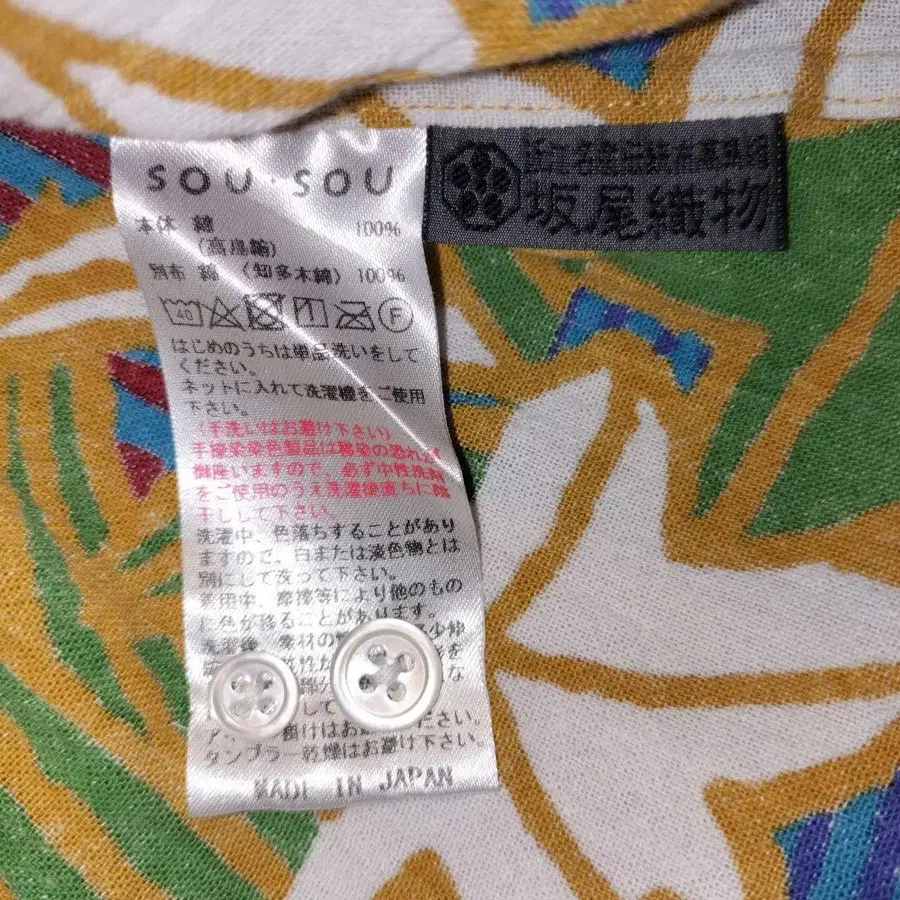 SOU・SOU
本体 綿 100%
(高島縮)
別布 綿 (知多木綿) 100%
40 F
はじめのうちは単品洗いをして
ください。
ネットに入れて洗濯機をご使用
下さい。
(手洗いはお避け下さい)
手捺染染色製品は移染の恐れが
御座いますので、必ず中性洗剤
をご使用のうえ洗濯後直ちに陰
干しして下さい。
洗濯中、色落ちすることがあり
ますので、白または淡色物とは
別にして洗って下さい。
着用中、摩擦等により他のもの
に色が移ることがあります。
洗濯後、素材の
タンブラー乾燥はお避け下さい。
MADE IN JAPAN
坂尾織物